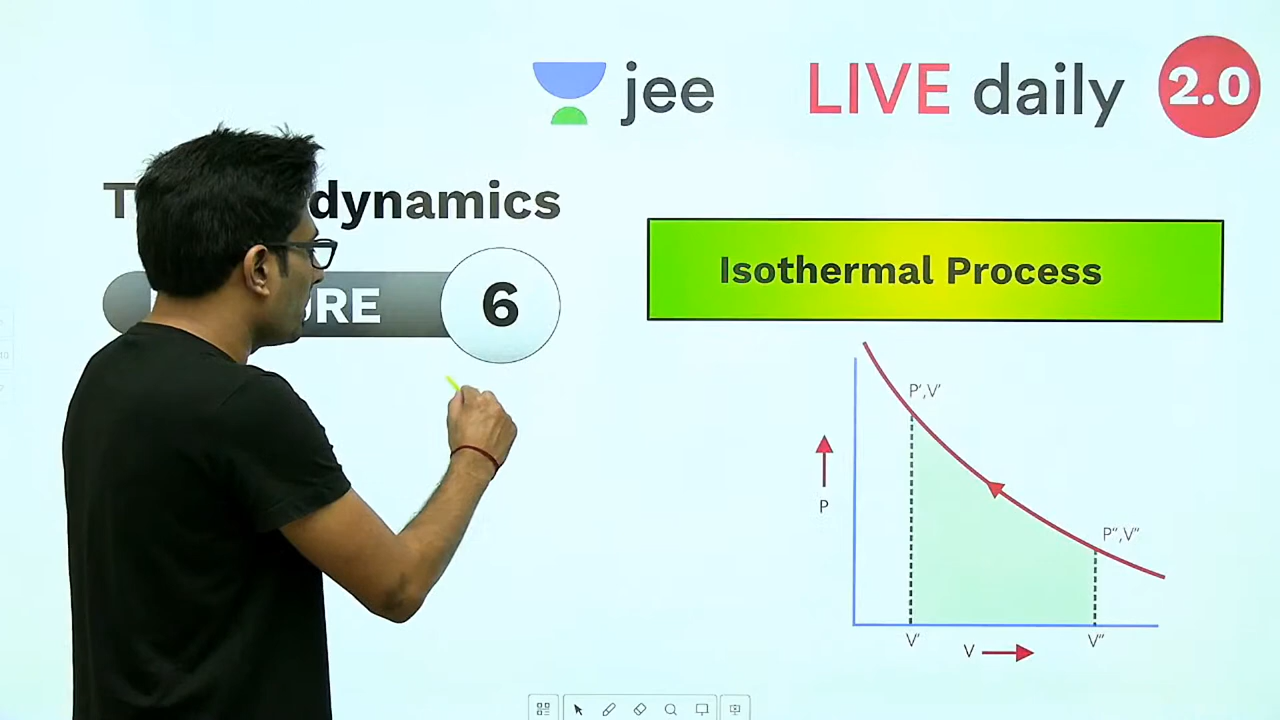 jee
LIVE daily 2.0
dynamics
6
Isothermal Process
P',V'
P
P",V"
V'
V"
V